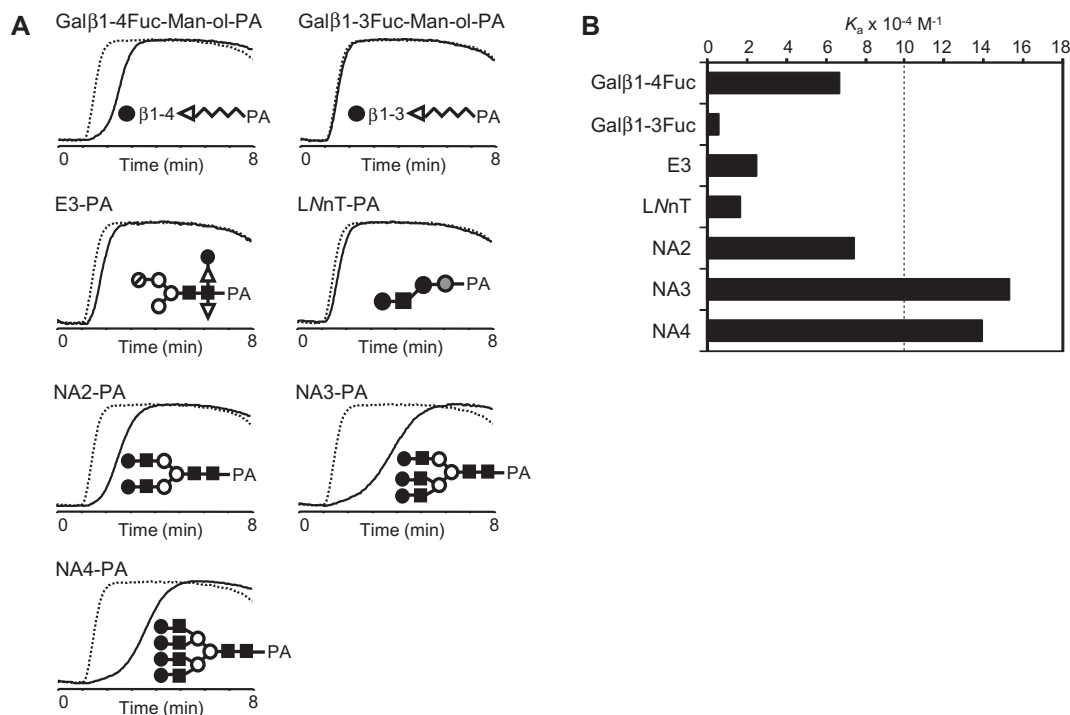 A
Galβ1-4Fuc-Man-ol-PA
β1-4
PA
0
8
Time (min)
Galβ1-3Fuc-Man-ol-PA
β1-3
PA
0
8
Time (min)
E3-PA
PA
0
8
Time (min)
LNnT-PA
PA
0
8
Time (min)
NA2-PA
PA
0
8
Time (min)
NA3-PA
PA
0
8
Time (min)
NA4-PA
PA
0
8
Time (min)
B
Ka x 10-4 M-1
0 2 4 6 8 10 12 14 16 18
Galβ1-4Fuc
Galβ1-3Fuc
E3
LNnT
NA2
NA3
NA4